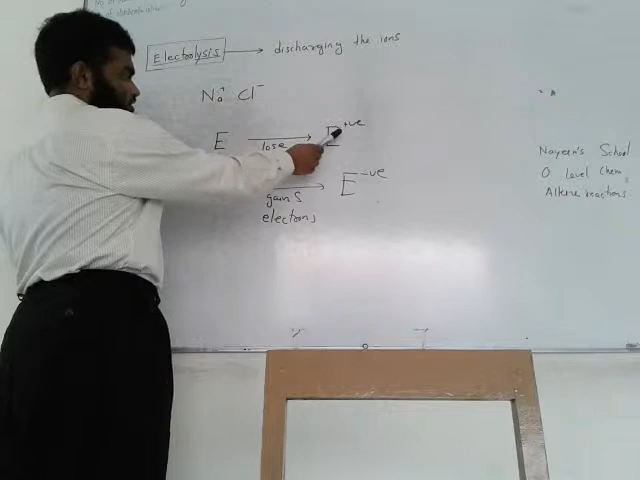 Electrolysis → discharging the ions
Na+ Cl-
E → E+ve
lose
→ E-ve
gains
electrons
Nayeem's School
O level Chem
Alkene reactions.